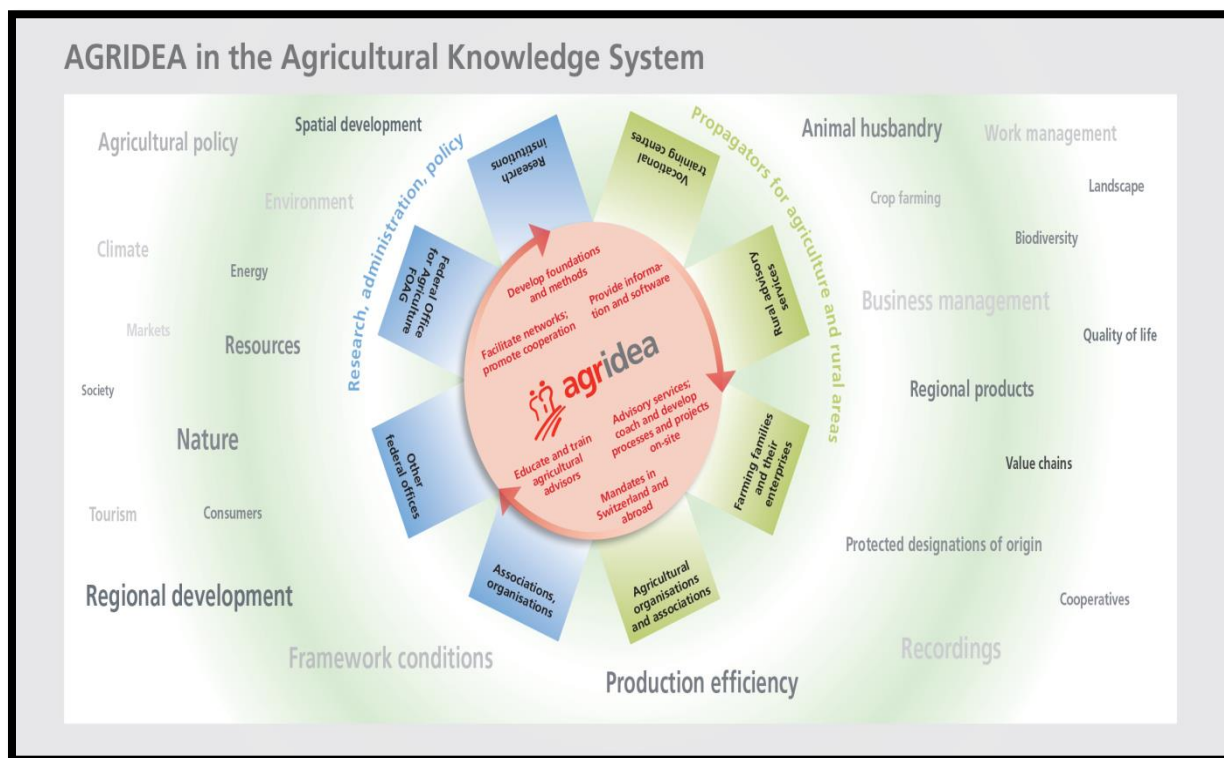 AGRIDEA in the Agricultural Knowledge System
Agricultural policy
Spatial development
Environment
Climate
Energy
Markets
Resources
Society
Nature
Tourism
Consumers
Regional development
Framework conditions
Research, administration, policy
Research
institutions
Federal Office
for Agriculture
FOAG
Other
federal offices
Associations,
organisations
Develop foundations
and methods
Provide informa-
tion and software
Facilitate networks;
promote cooperation
agridea
Advisory services;
coach and develop
processes and projects
on-site
Educate and train
agricultural
advisors
Mandates in
Switzerland and
abroad
Propagators for agriculture and rural areas
Vocational
training centres
Rural advisory
services
Farming families
and their
enterprises
Agricultural
organisations
and associations
Animal husbandry
Work management
Crop farming
Landscape
Biodiversity
Business management
Quality of life
Regional products
Value chains
Protected designations of origin
Cooperatives
Recordings
Production efficiency